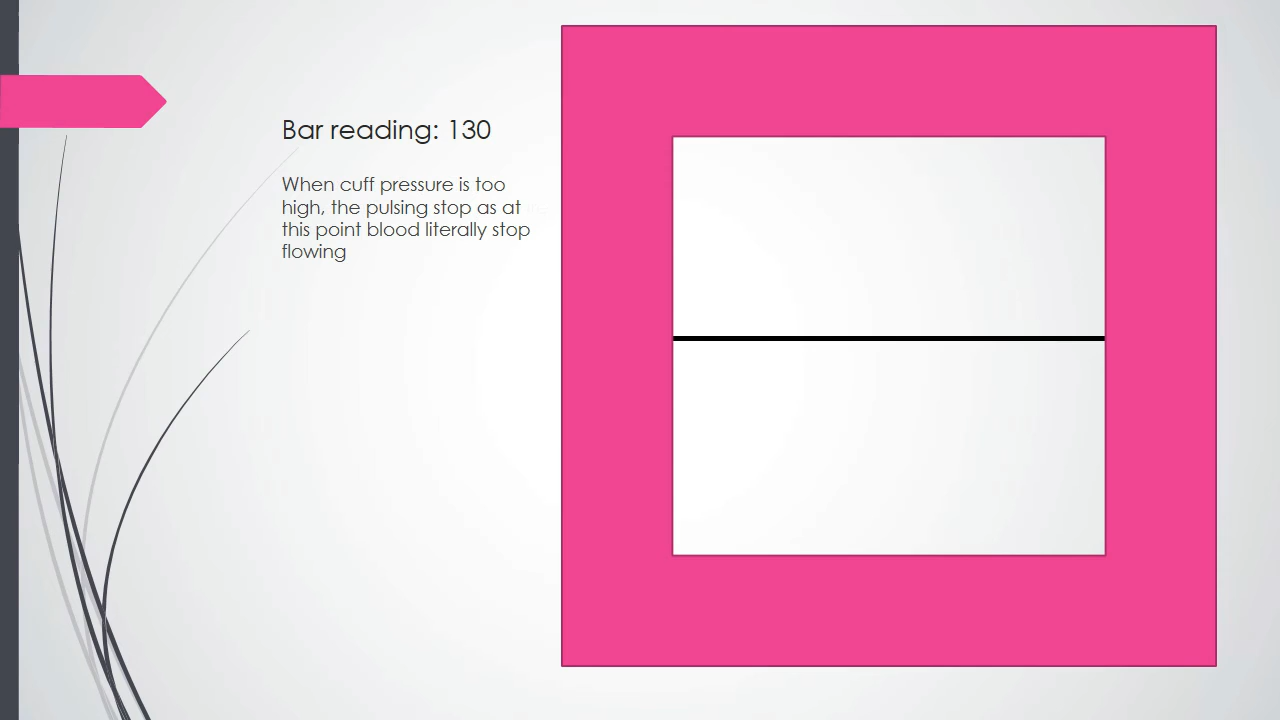 Bar reading: 130
When cuff pressure is too
high, the pulsing stop as at
this point blood literally stop
flowing